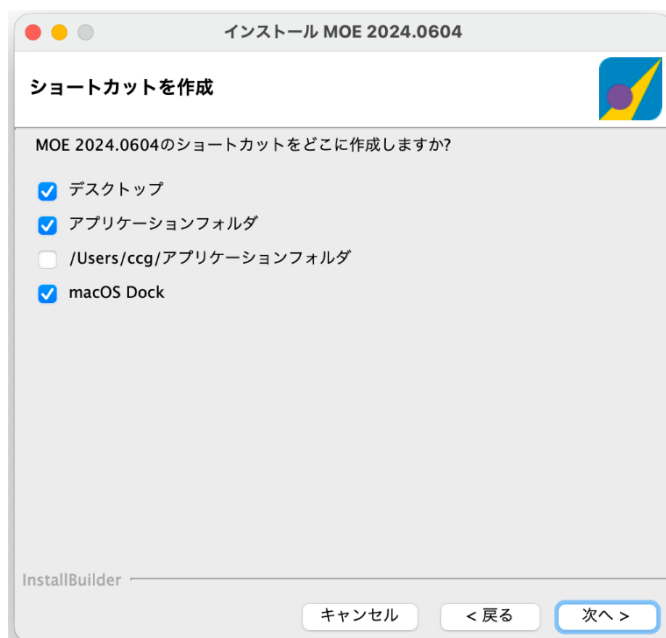 インストール MOE 2024.0604
ショートカットを作成
MOE 2024.0604のショートカットをどこに作成しますか?
デスクトップ
アプリケーションフォルダ
/Users/ccg/アプリケーションフォルダ
macOS Dock
InstallBuilder
キャンセル
< 戻る
次へ >